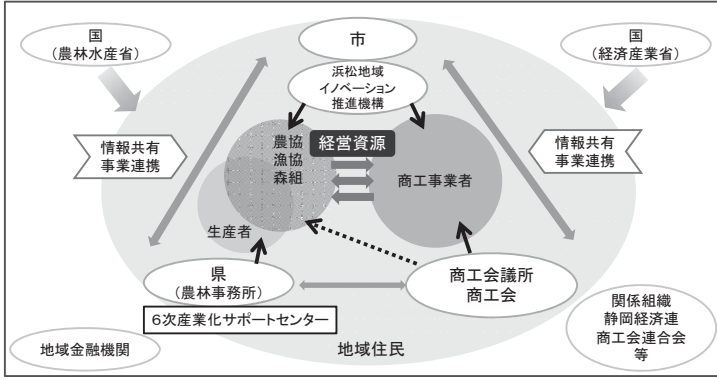 国
(農林水産省)
市
国
(経済産業省)
浜松地域
イノベーション
推進機構
情報共有
事業連携
農協
漁協
森組
経営資源
商工事業者
情報共有
事業連携
生産者
県
(農林事務所)
商工会議所
商工会
6次産業化サポートセンター
関係組織
静岡経済連
商工会連合会
等
地域金融機関
地域住民